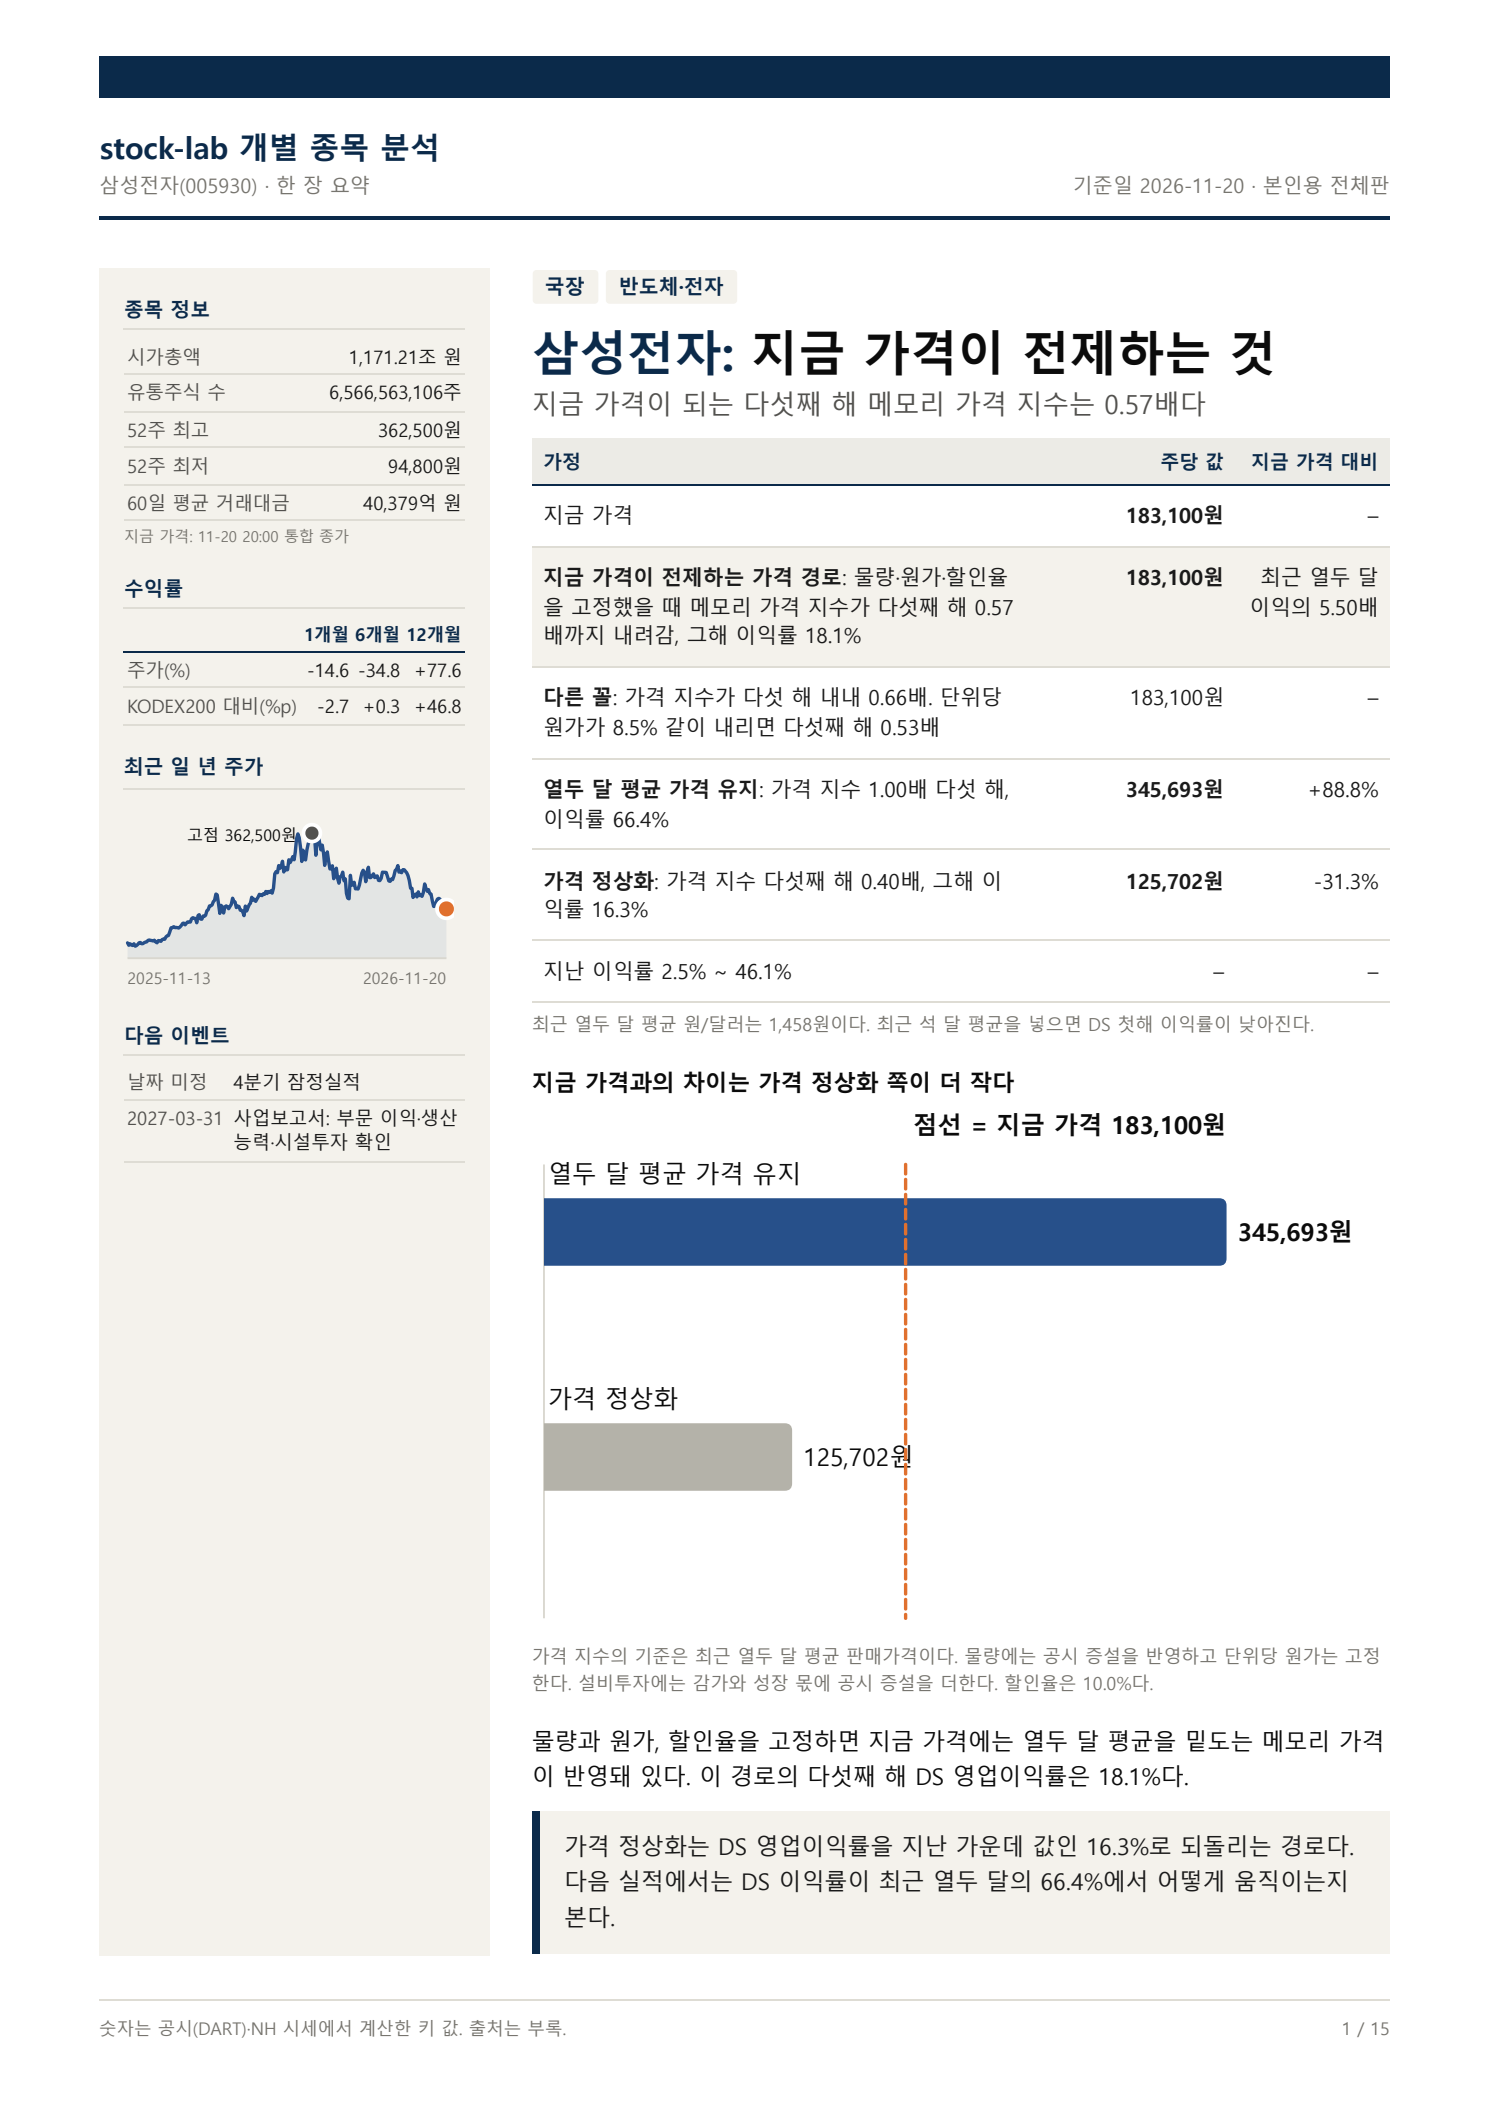 stock-lab 개별 종목 분석
삼성전자(005930) · 한 장 요약
기준일 2026-11-20 · 본인용 전체판
종목 정보
시가총액 1,171.21조 원
유통주식 수 6,566,563,106주
52주 최고 362,500원
52주 최저 94,800원
60일 평균 거래대금 40,379억 원
지금 가격: 11-20 20:00 통합 종가
수익률
1개월 6개월 12개월
주가(%) -14.6 -34.8 +77.6
KODEX200 대비(%p) -2.7 +0.3 +46.8
최근 일 년 주가
고점 362,500원
2025-11-13 2026-11-20
다음 이벤트
날짜 미정 4분기 잠정실적
2027-03-31 사업보고서: 부문 이익·생산
능력·시설투자 확인
국장 반도체·전자
삼성전자: 지금 가격이 전제하는 것
지금 가격이 되는 다섯째 해 메모리 가격 지수는 0.57배다
가정 주당 값 지금 가격 대비
지금 가격 183,100원 –
지금 가격이 전제하는 가격 경로: 물량·원가·할인율 183,100원 최근 열두 달
을 고정했을 때 메모리 가격 지수가 다섯째 해 0.57 이익의 5.50배
배까지 내려감, 그해 이익률 18.1%
다른 꼴: 가격 지수가 다섯 해 내내 0.66배. 단위당 183,100원 –
원가가 8.5% 같이 내리면 다섯째 해 0.53배
열두 달 평균 가격 유지: 가격 지수 1.00배 다섯 해, 345,693원 +88.8%
이익률 66.4%
가격 정상화: 가격 지수 다섯째 해 0.40배, 그해 이 125,702원 -31.3%
익률 16.3%
지난 이익률 2.5% ~ 46.1% – –
최근 열두 달 평균 원/달러는 1,458원이다. 최근 석 달 평균을 넣으면 DS 첫해 이익률이 낮아진다.
지금 가격과의 차이는 가격 정상화 쪽이 더 작다
점선 = 지금 가격 183,100원
열두 달 평균 가격 유지
345,693원
가격 정상화
125,702원
가격 지수의 기준은 최근 열두 달 평균 판매가격이다. 물량에는 공시 증설을 반영하고 단위당 원가는 고정
한다. 설비투자에는 감가와 성장 몫에 공시 증설을 더한다. 할인율은 10.0%다.
물량과 원가, 할인율을 고정하면 지금 가격에는 열두 달 평균을 밑도는 메모리 가격
이 반영돼 있다. 이 경로의 다섯째 해 DS 영업이익률은 18.1%다.
가격 정상화는 DS 영업이익률을 지난 가운데 값인 16.3%로 되돌리는 경로다.
다음 실적에서는 DS 이익률이 최근 열두 달의 66.4%에서 어떻게 움직이는지
본다.
숫자는 공시(DART)·NH 시세에서 계산한 키 값. 출처는 부록.
1 / 15